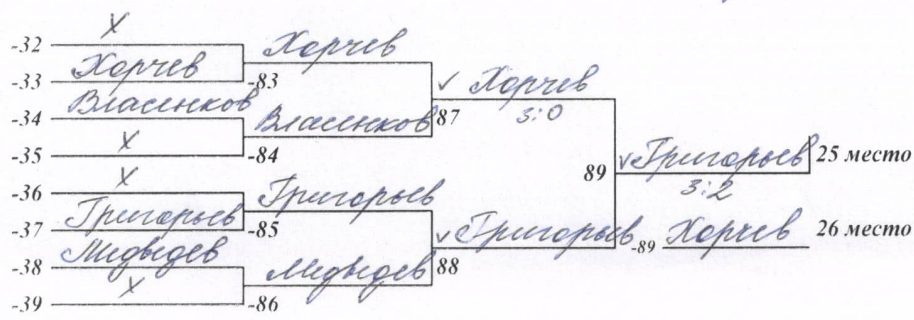 -32 X
Хорчев
-33 Хорчев
-83
✓ Хорчев
Власенков
-34
3:0
Власенков
87
-35 X
-84
✓ Григорьев 25 место
89
-36 X
3:2
Григорьев
-37 Григорьев
-85
✓ Григорьев -89 Хорчев 26 место
Медведев
-38
88
Медведев
-39 X
-86